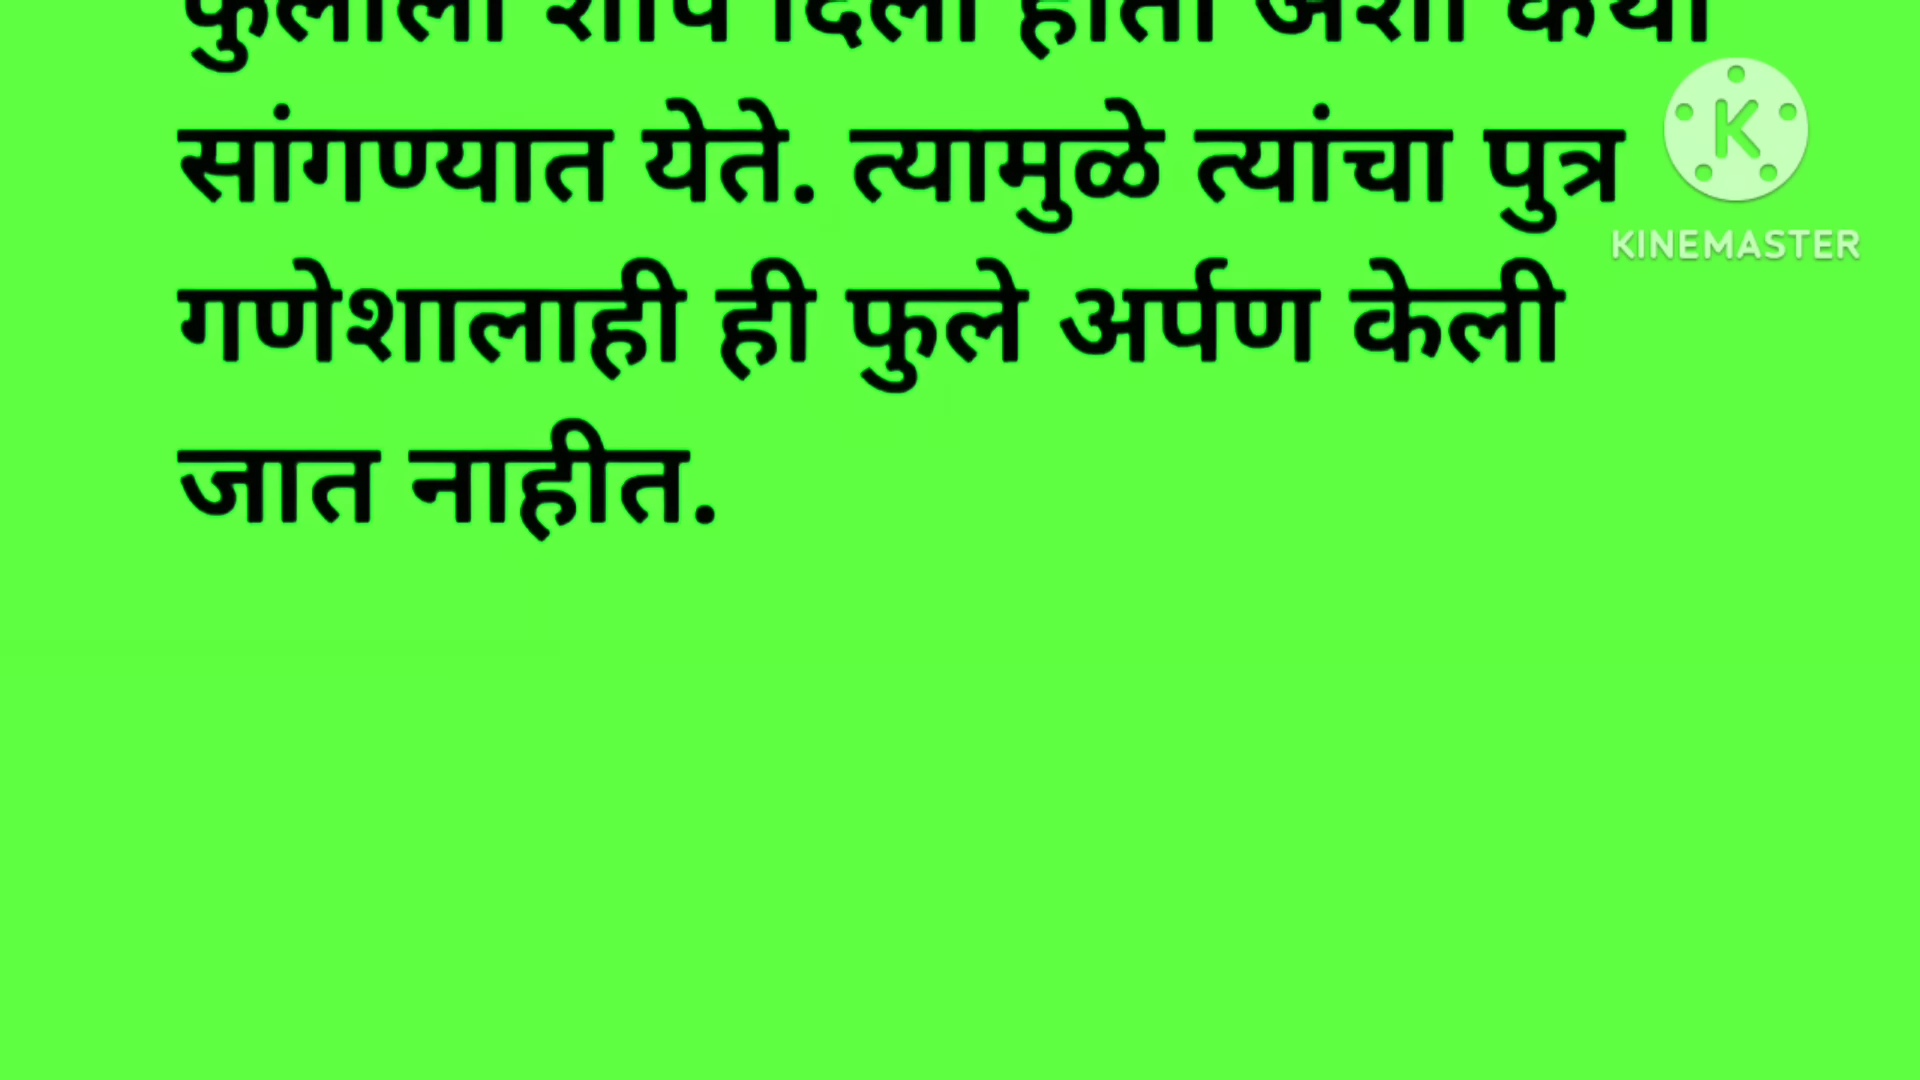 फुलाला शाप दिला होता अशी कथा
सांगण्यात येते. त्यामुळे त्यांचा पुत्र
गणेशालाही ही फुले अर्पण केली
जात नाहीत.
K
KINEMASTER